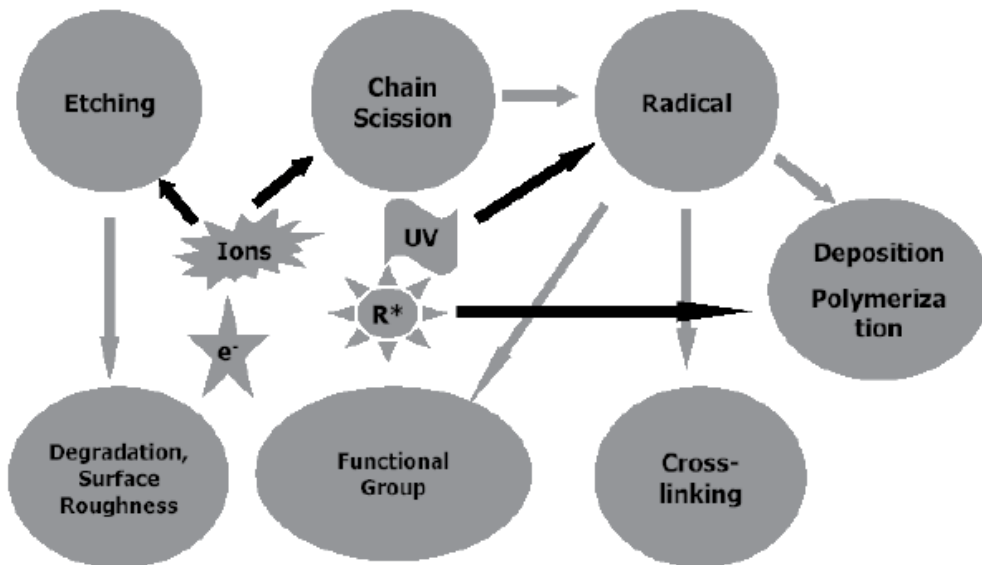 Etching
Chain
Scission
Radical
Ions
UV
R*
e-
Deposition
Polymeriza
tion
Degradation,
Surface
Roughness
Functional
Group
Cross-
linking